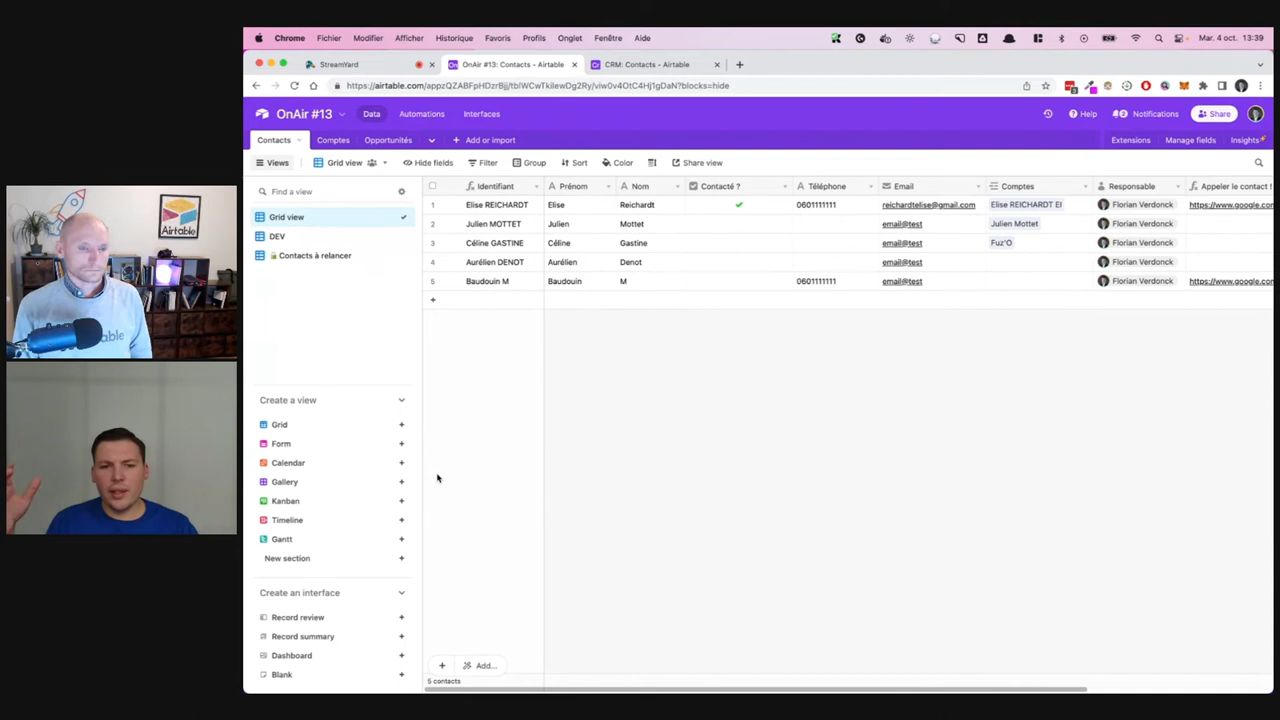 Chrome Fichier Modifier Afficher Historique Favoris Profils Onglet Fenêtre Aide Mar. 4 oct. 13:39
StreamYard OnAir #13: Contacts - Airtable CRM: Contacts - Airtable
https://airtable.com/appzQZABFpHDzrBjj/tblWCwTkiIewDg2Ry/viw0v4OtC4Hj1gDaN?blocks=hide
OnAir #13 Data Automations Interfaces Help 2 Notifications Share
Contacts Comptes Opportunités Add or import Extensions Manage fields Insights
Views Grid view Hide fields Filter Group Sort Color Share view
Find a view
Identifiant Prénom Nom Contacté ? Téléphone Email Comptes Responsable Appeler le contact !
1 Elise REICHARDT Elise Reichardt 0601111111 reichardtelise@gmail.com Elise REICHARDT EI Florian Verdonck https://www.google.con
2 Julien MOTTET Julien Mottet email@test Julien Mottet Florian Verdonck
3 Céline GASTINE Céline Gastine email@test Fuz'O Florian Verdonck
4 Aurélien DENOT Aurélien Denot email@test Florian Verdonck
5 Baudouin M Baudouin M 0601111111 email@test Florian Verdonck https://www.google.con
Grid view
DEV
Contacts à relancer
Create a view
Grid
Form
Calendar
Gallery
Kanban
Timeline
Gantt
New section
Create an interface
Record review
Record summary
Dashboard
Blank
Add...
5 contacts
Airtable